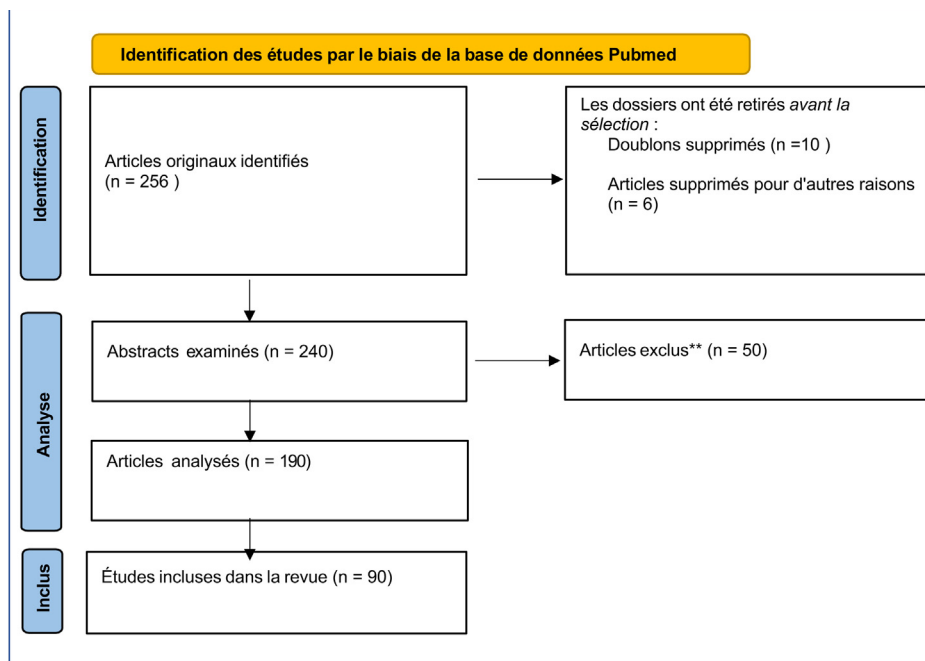 Identification des études par le biais de la base de données Pubmed
Identification
Articles originaux identifiés
(n = 256 )
Les dossiers ont été retirés avant la
sélection :
Doublons supprimés (n =10 )
Articles supprimés pour d'autres raisons
(n = 6)
Analyse
Abstracts examinés (n = 240)
Articles exclus** (n = 50)
Articles analysés (n = 190)
Inclus
Études incluses dans la revue (n = 90)